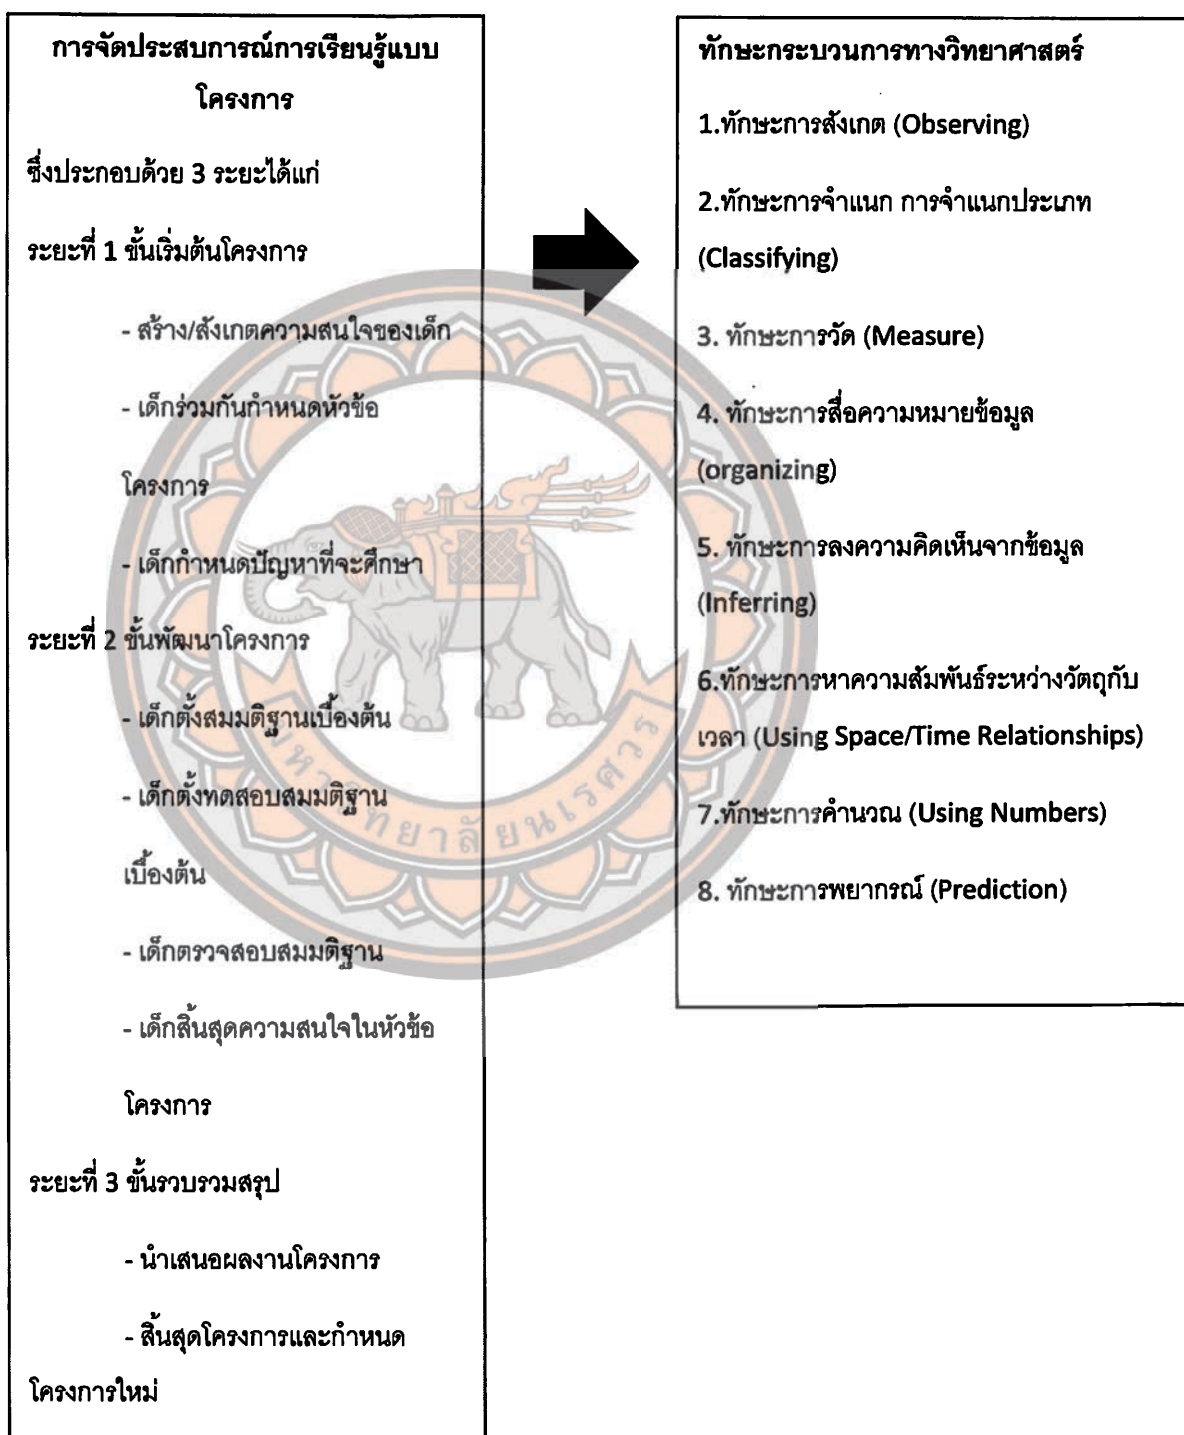 การจัดประสบการณ์การเรียนรู้แบบ
โครงการ
ซึ่งประกอบด้วย 3 ระยะได้แก่
ระยะที่ 1 ขั้นเริ่มต้นโครงการ
- สร้าง/สังเกตความสนใจของเด็ก
- เด็กร่วมกันกำหนดหัวข้อ
โครงการ
- เด็กกำหนดปัญหาที่จะศึกษา
ระยะที่ 2 ขั้นพัฒนาโครงการ
- เด็กตั้งสมมติฐานเบื้องต้น
- เด็กตั้งทดสอบสมมติฐาน
เบื้องต้น
- เด็กตรวจสอบสมมติฐาน
- เด็กสิ้นสุดความสนใจในหัวข้อ
โครงการ
ระยะที่ 3 ขั้นรวบรวมสรุป
- นำเสนอผลงานโครงการ
- สิ้นสุดโครงการและกำหนด
โครงการใหม่
ทักษะกระบวนการทางวิทยาศาสตร์
1.ทักษะการสังเกต (Observing)
2.ทักษะการจำแนก การจำแนกประเภท
(Classifying)
3. ทักษะการวัด (Measure)
4. ทักษะการสื่อความหมายข้อมูล
(organizing)
5. ทักษะการลงความคิดเห็นจากข้อมูล
(Inferring)
6.ทักษะการหาความสัมพันธ์ระหว่างวัตถุกับ
เวลา (Using Space/Time Relationships)
7.ทักษะการคำนวณ (Using Numbers)
8. ทักษะการพยากรณ์ (Prediction)
มหาวิทยาลัยนเรศวร